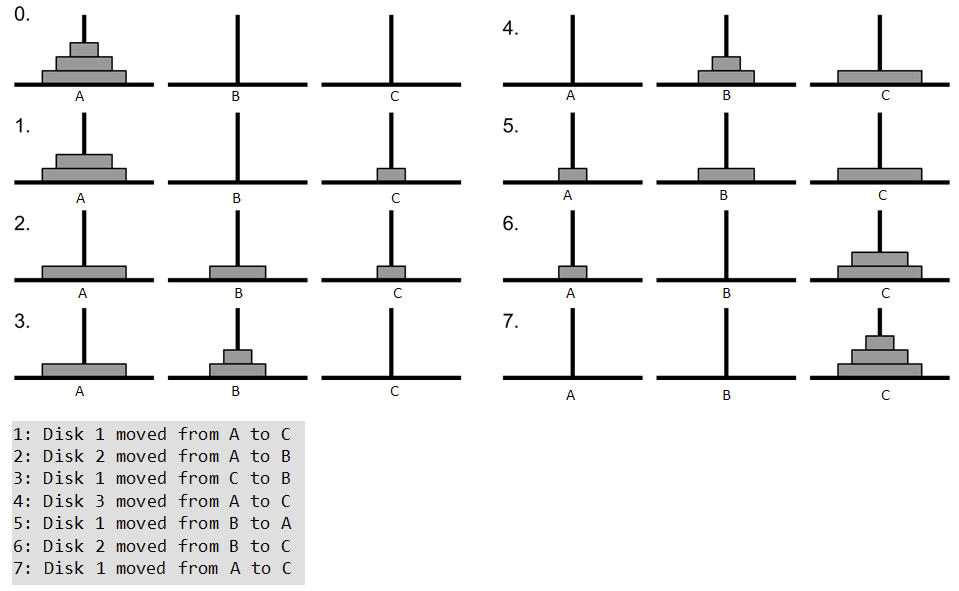 0.
A B C
1.
A B C
2.
A B C
3.
A B C
4.
A B C
5.
A B C
6.
A B C
7.
A B C
1: Disk 1 moved from A to C
2: Disk 2 moved from A to B
3: Disk 1 moved from C to B
4: Disk 3 moved from A to C
5: Disk 1 moved from B to A
6: Disk 2 moved from B to C
7: Disk 1 moved from A to C